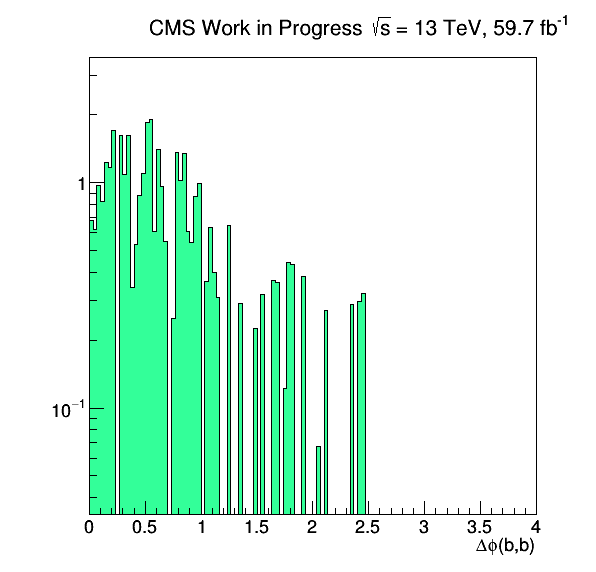 CMS Work in Progress √s = 13 TeV, 59.7 fb⁻¹
1
10⁻¹
0 0.5 1 1.5 2 2.5 3 3.5 4
Δϕ(b,b)